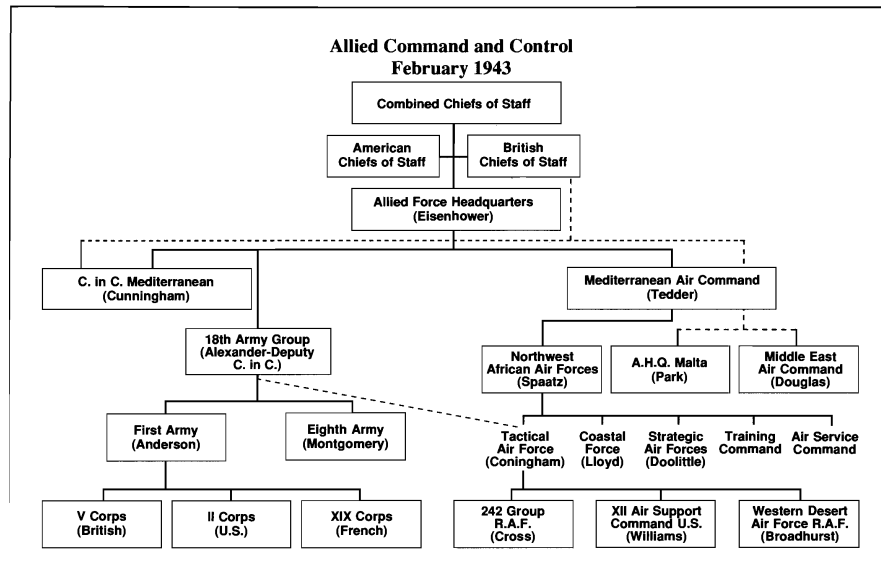 Allied Command and Control
February 1943
Combined Chiefs of Staff
American
Chiefs of Staff
British
Chiefs of Staff
Allied Force Headquarters
(Eisenhower)
C. in C. Mediterranean
(Cunningham)
Mediterranean Air Command
(Tedder)
18th Army Group
(Alexander-Deputy
C. in C.)
Northwest
African Air Forces
(Spaatz)
A.H.Q. Malta
(Park)
Middle East
Air Command
(Douglas)
First Army
(Anderson)
Eighth Army
(Montgomery)
Tactical
Air Force
(Coningham)
Coastal
Force
(Lloyd)
Strategic
Air Forces
(Doolittle)
Training
Command
Air Service
Command
V Corps
(British)
II Corps
(U.S.)
XIX Corps
(French)
242 Group
R.A.F.
(Cross)
XII Air Support
Command U.S.
(Williams)
Western Desert
Air Force R.A.F.
(Broadhurst)